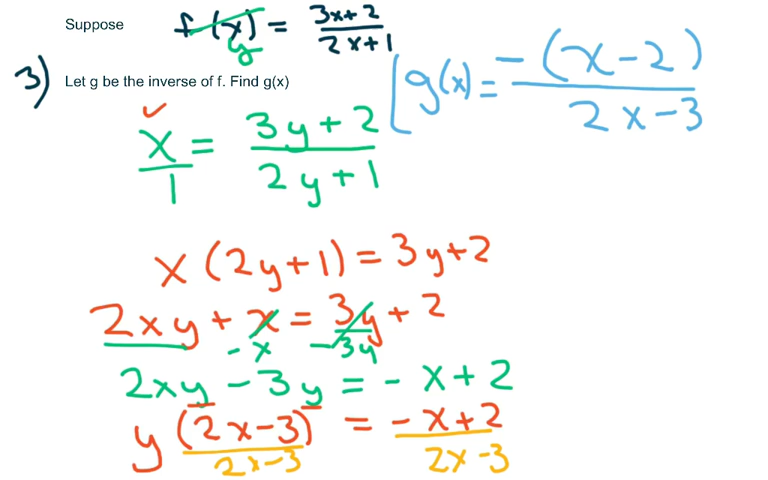 Suppose f(x) = (3x+2)/(2x+1)
y
3) Let g be the inverse of f. Find g(x)
g(x) = -(x-2)/(2x-3)
✓
x/1 = (3y+2)/(2y+1)
x(2y+1) = 3y+2
2xy + x = 3y + 2
-x -3y
2xy - 3y = -x+2
y(2x-3) = -x+2
2x-3 2x-3